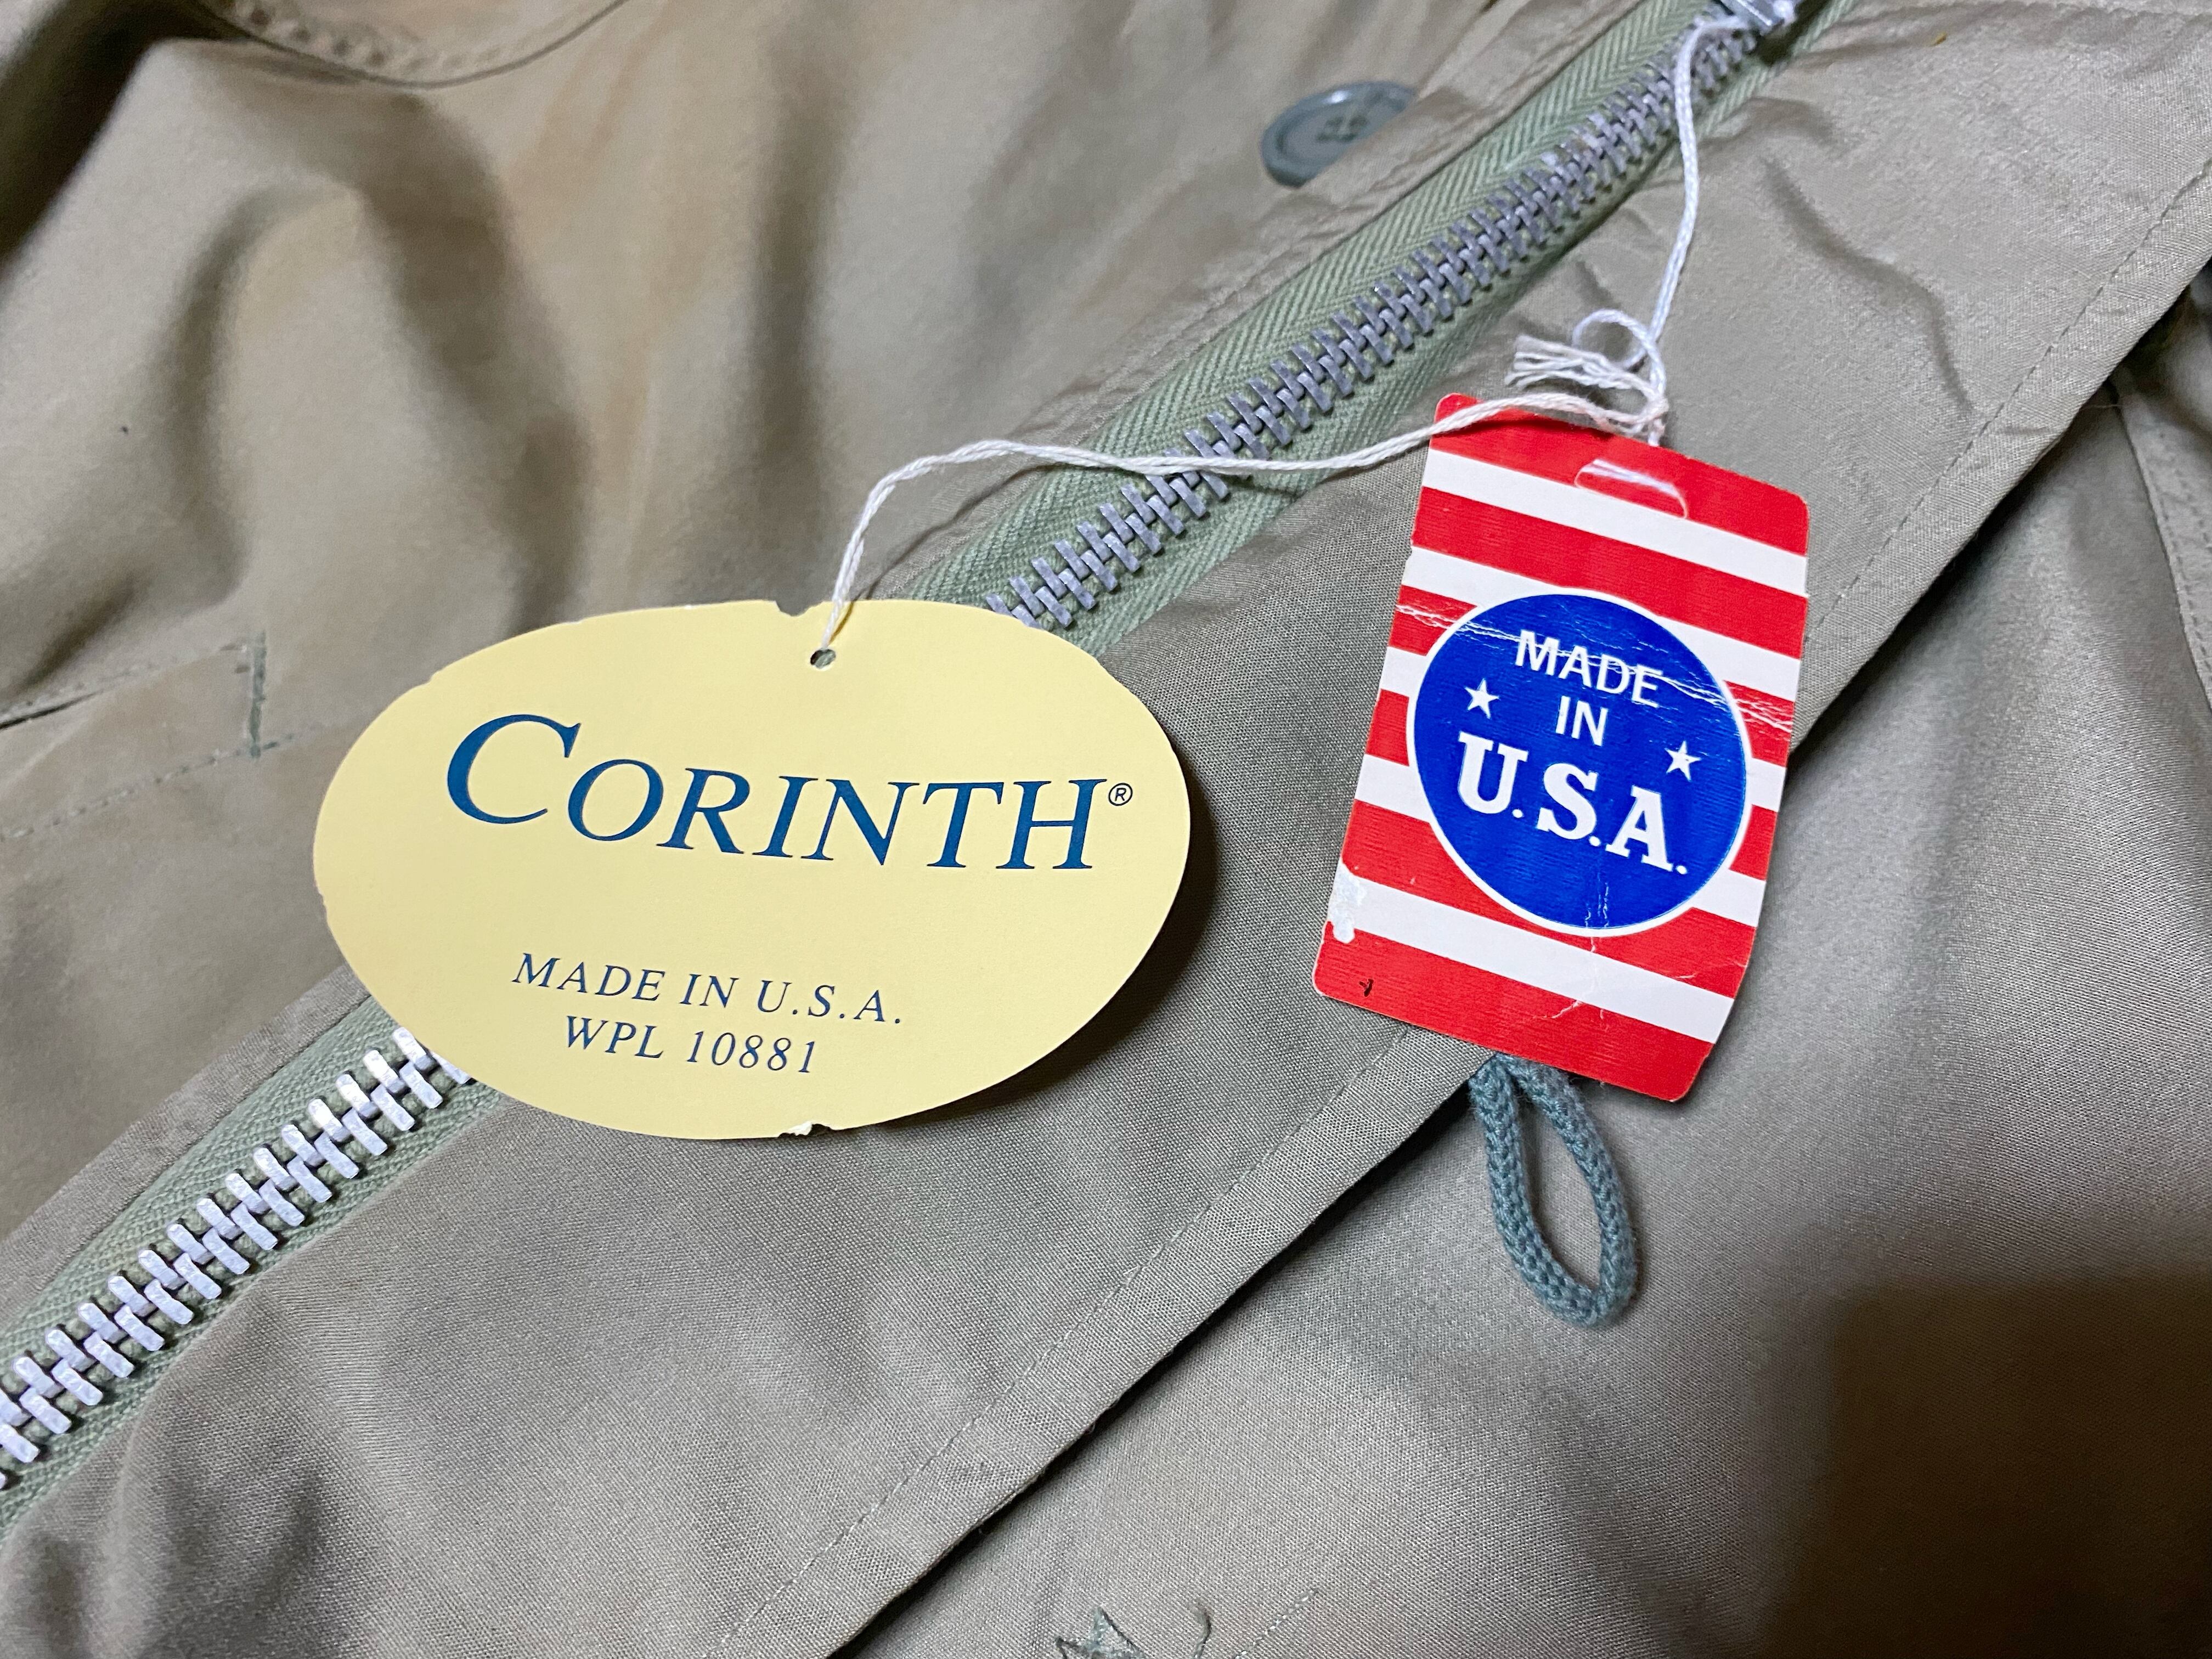 CORINTH®
MADE IN U.S.A.
WPL 10881
MADE
IN
U.S.A.